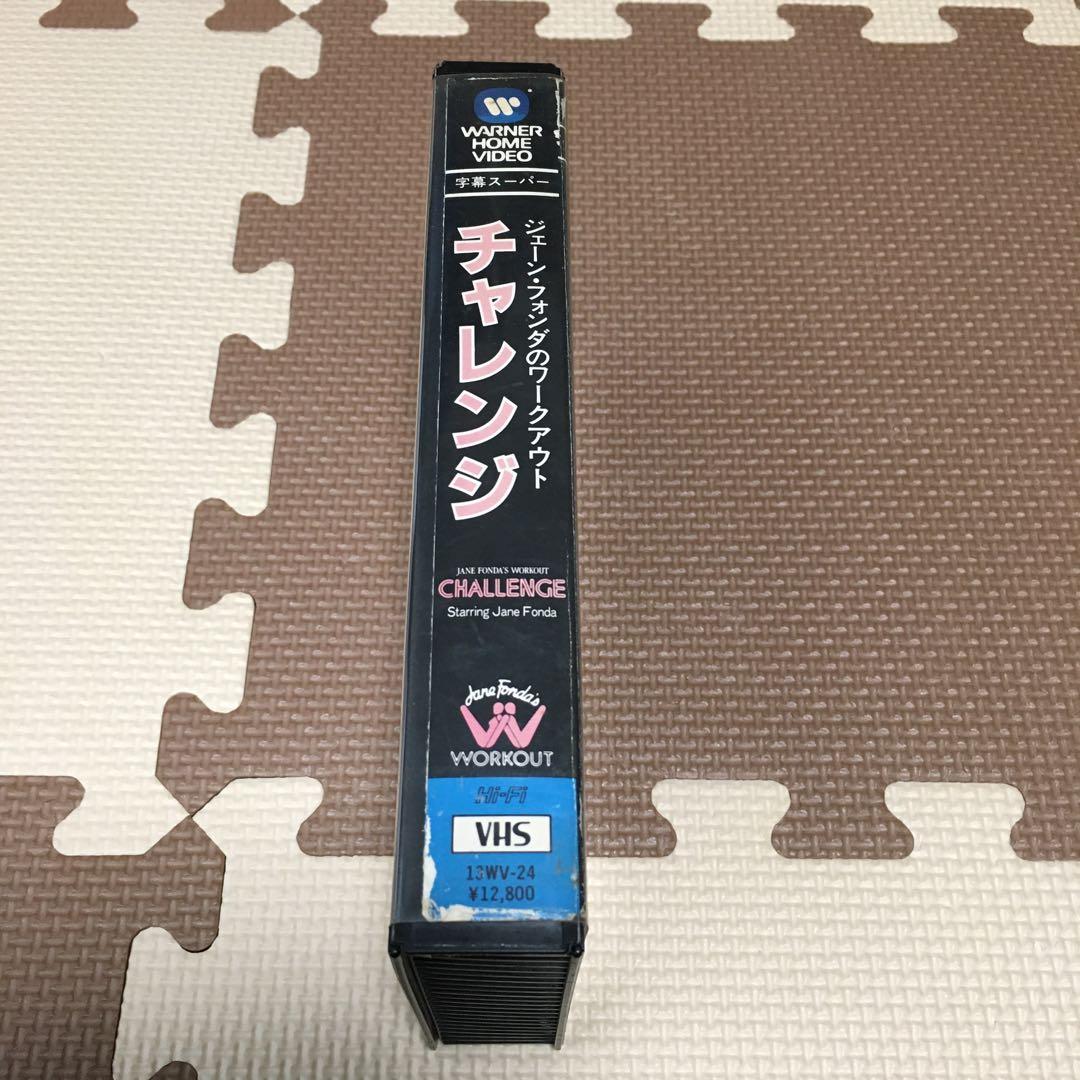 WARNER
HOME
VIDEO
字幕スーパー
ジェーン・フォンダのワークアウト
チャレンジ
JANE FONDA'S WORKOUT
CHALLENGE
Starring Jane Fonda
Jane Fonda's
WORKOUT
Hi-Fi
VHS
13WV-24
¥12,800